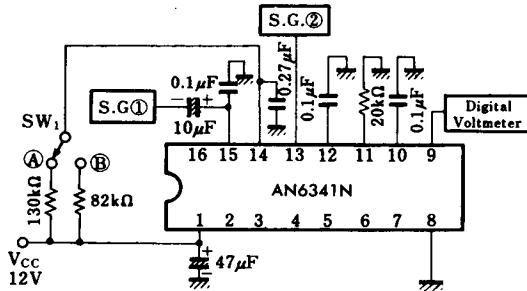 S.G.②
S.G①
0.1μF
10μF
− +
0.27μF
0.1μF
20kΩ
0.1μF
Digital
Voltmeter
SW₁
Ⓐ Ⓑ
130kΩ
82kΩ
16 15 14 13 12 11 10 9
AN6341N
1 2 3 4 5 6 7 8
VCC
12V
+
47μF